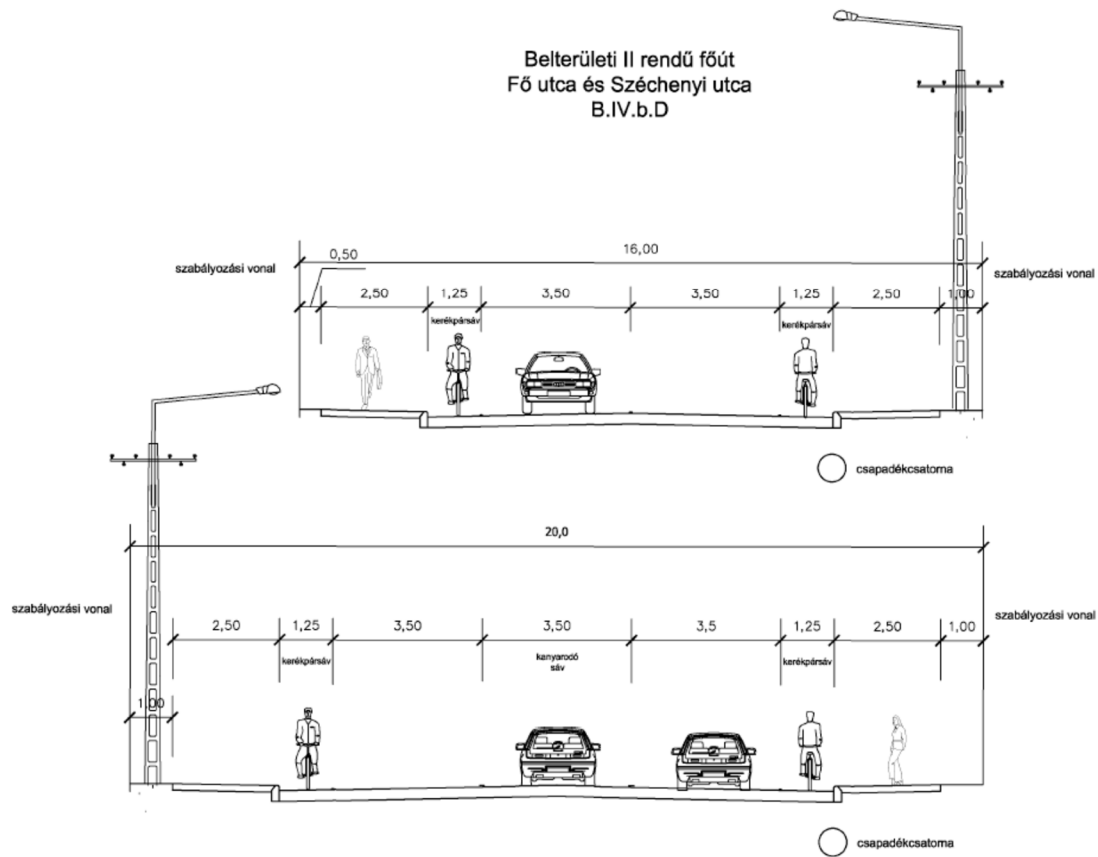 Belterületi II rendű főút
Fő utca és Széchenyi utca
B.IV.b.D
szabályozási vonal
0,50
16,00
szabályozási vonal
2,50
1,25
3,50
3,50
1,25
2,50
1,00
kerékpársáv
kerékpársáv
csapadékcsatorna
20,0
szabályozási vonal
szabályozási vonal
2,50
1,25
3,50
3,50
3,5
1,25
2,50
1,00
kerékpársáv
kanyarodó
sáv
kerékpársáv
1,00
csapadékcsatorna